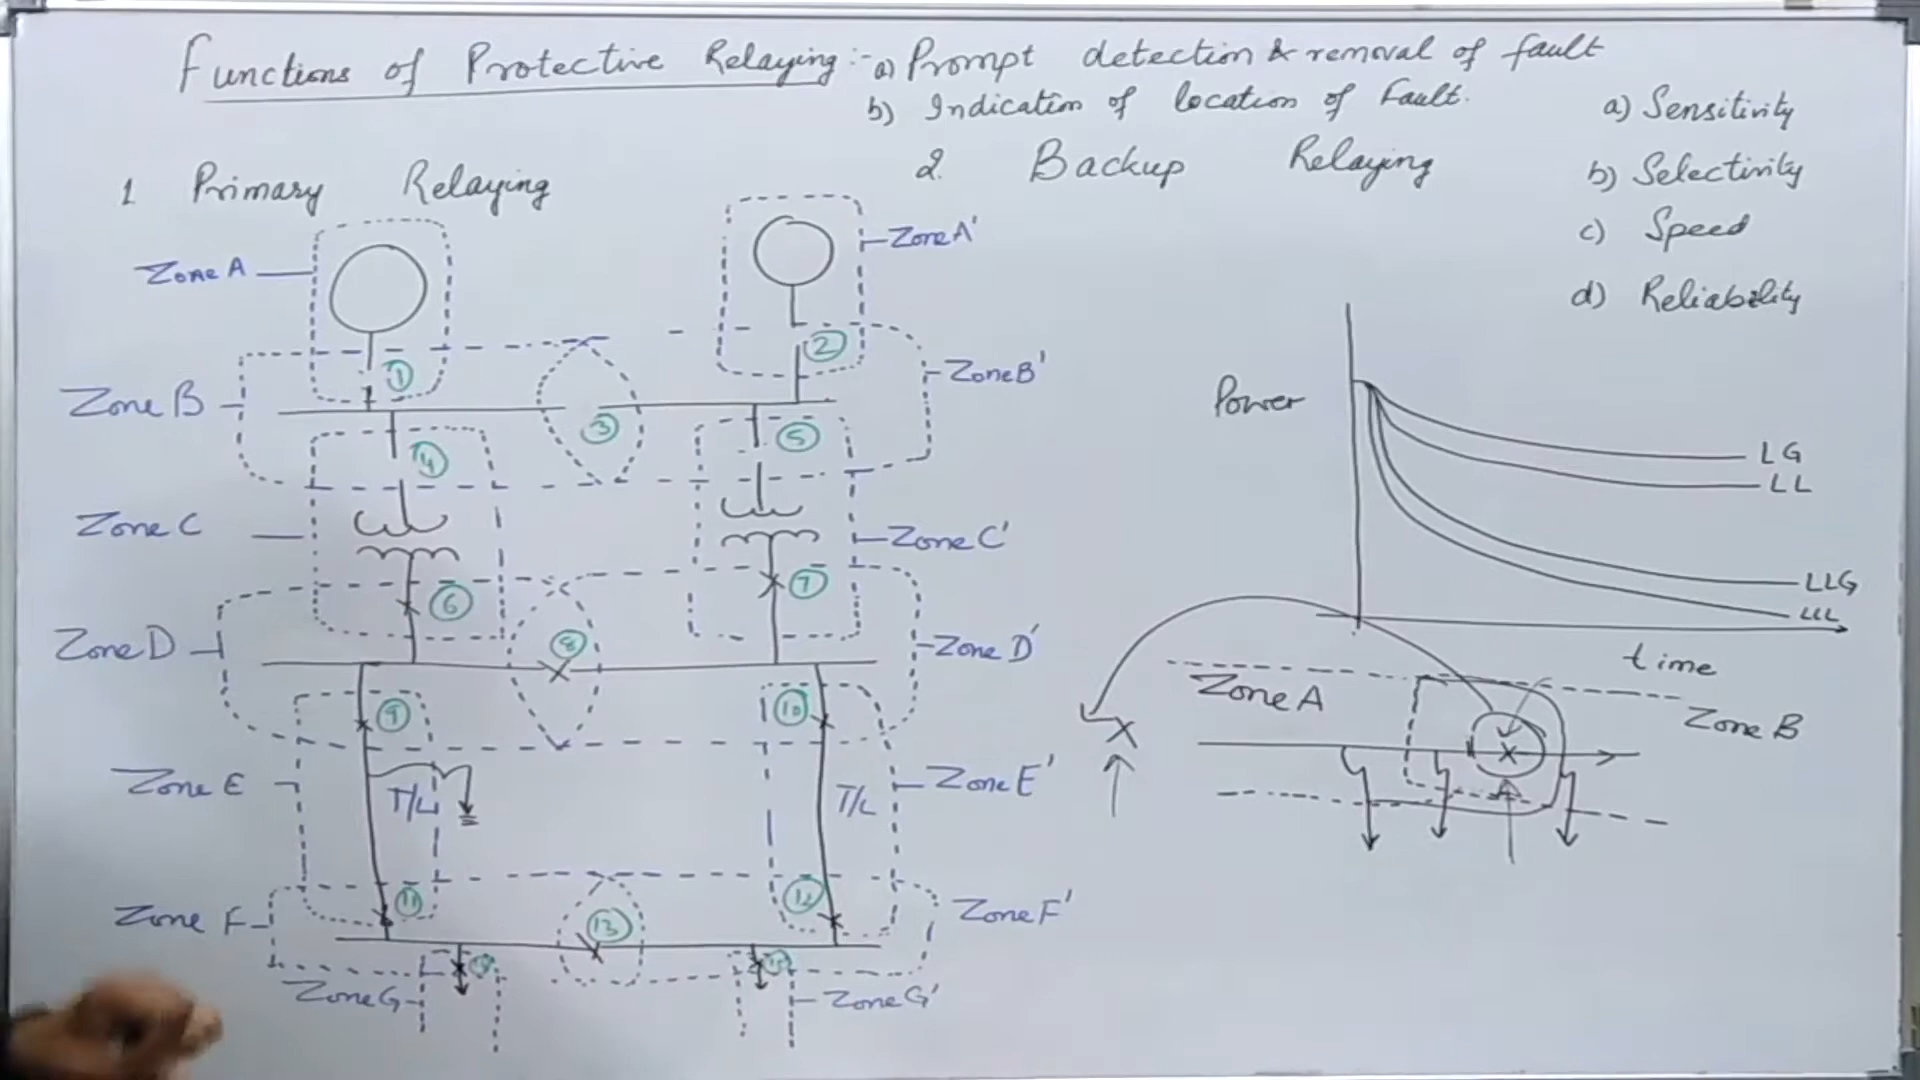 Functions of Protective Relaying:- a) Prompt detection & removal of fault
b) Indication of location of fault.
a) Sensitivity
b) Selectivity
c) Speed
d) Reliability
1 Primary Relaying
2. Backup Relaying
Zone A
Zone A'
Zone B
Zone B'
Zone C
Zone C'
Zone D
Zone D'
Zone E
Zone E'
Zone F
Zone F'
Zone G
Zone G'
1
2
3
4
5
6
7
8
9
10
T/L
T/L
11
12
13
15
Power
LG
LL
LLG
LLL
time
Zone A
Zone B